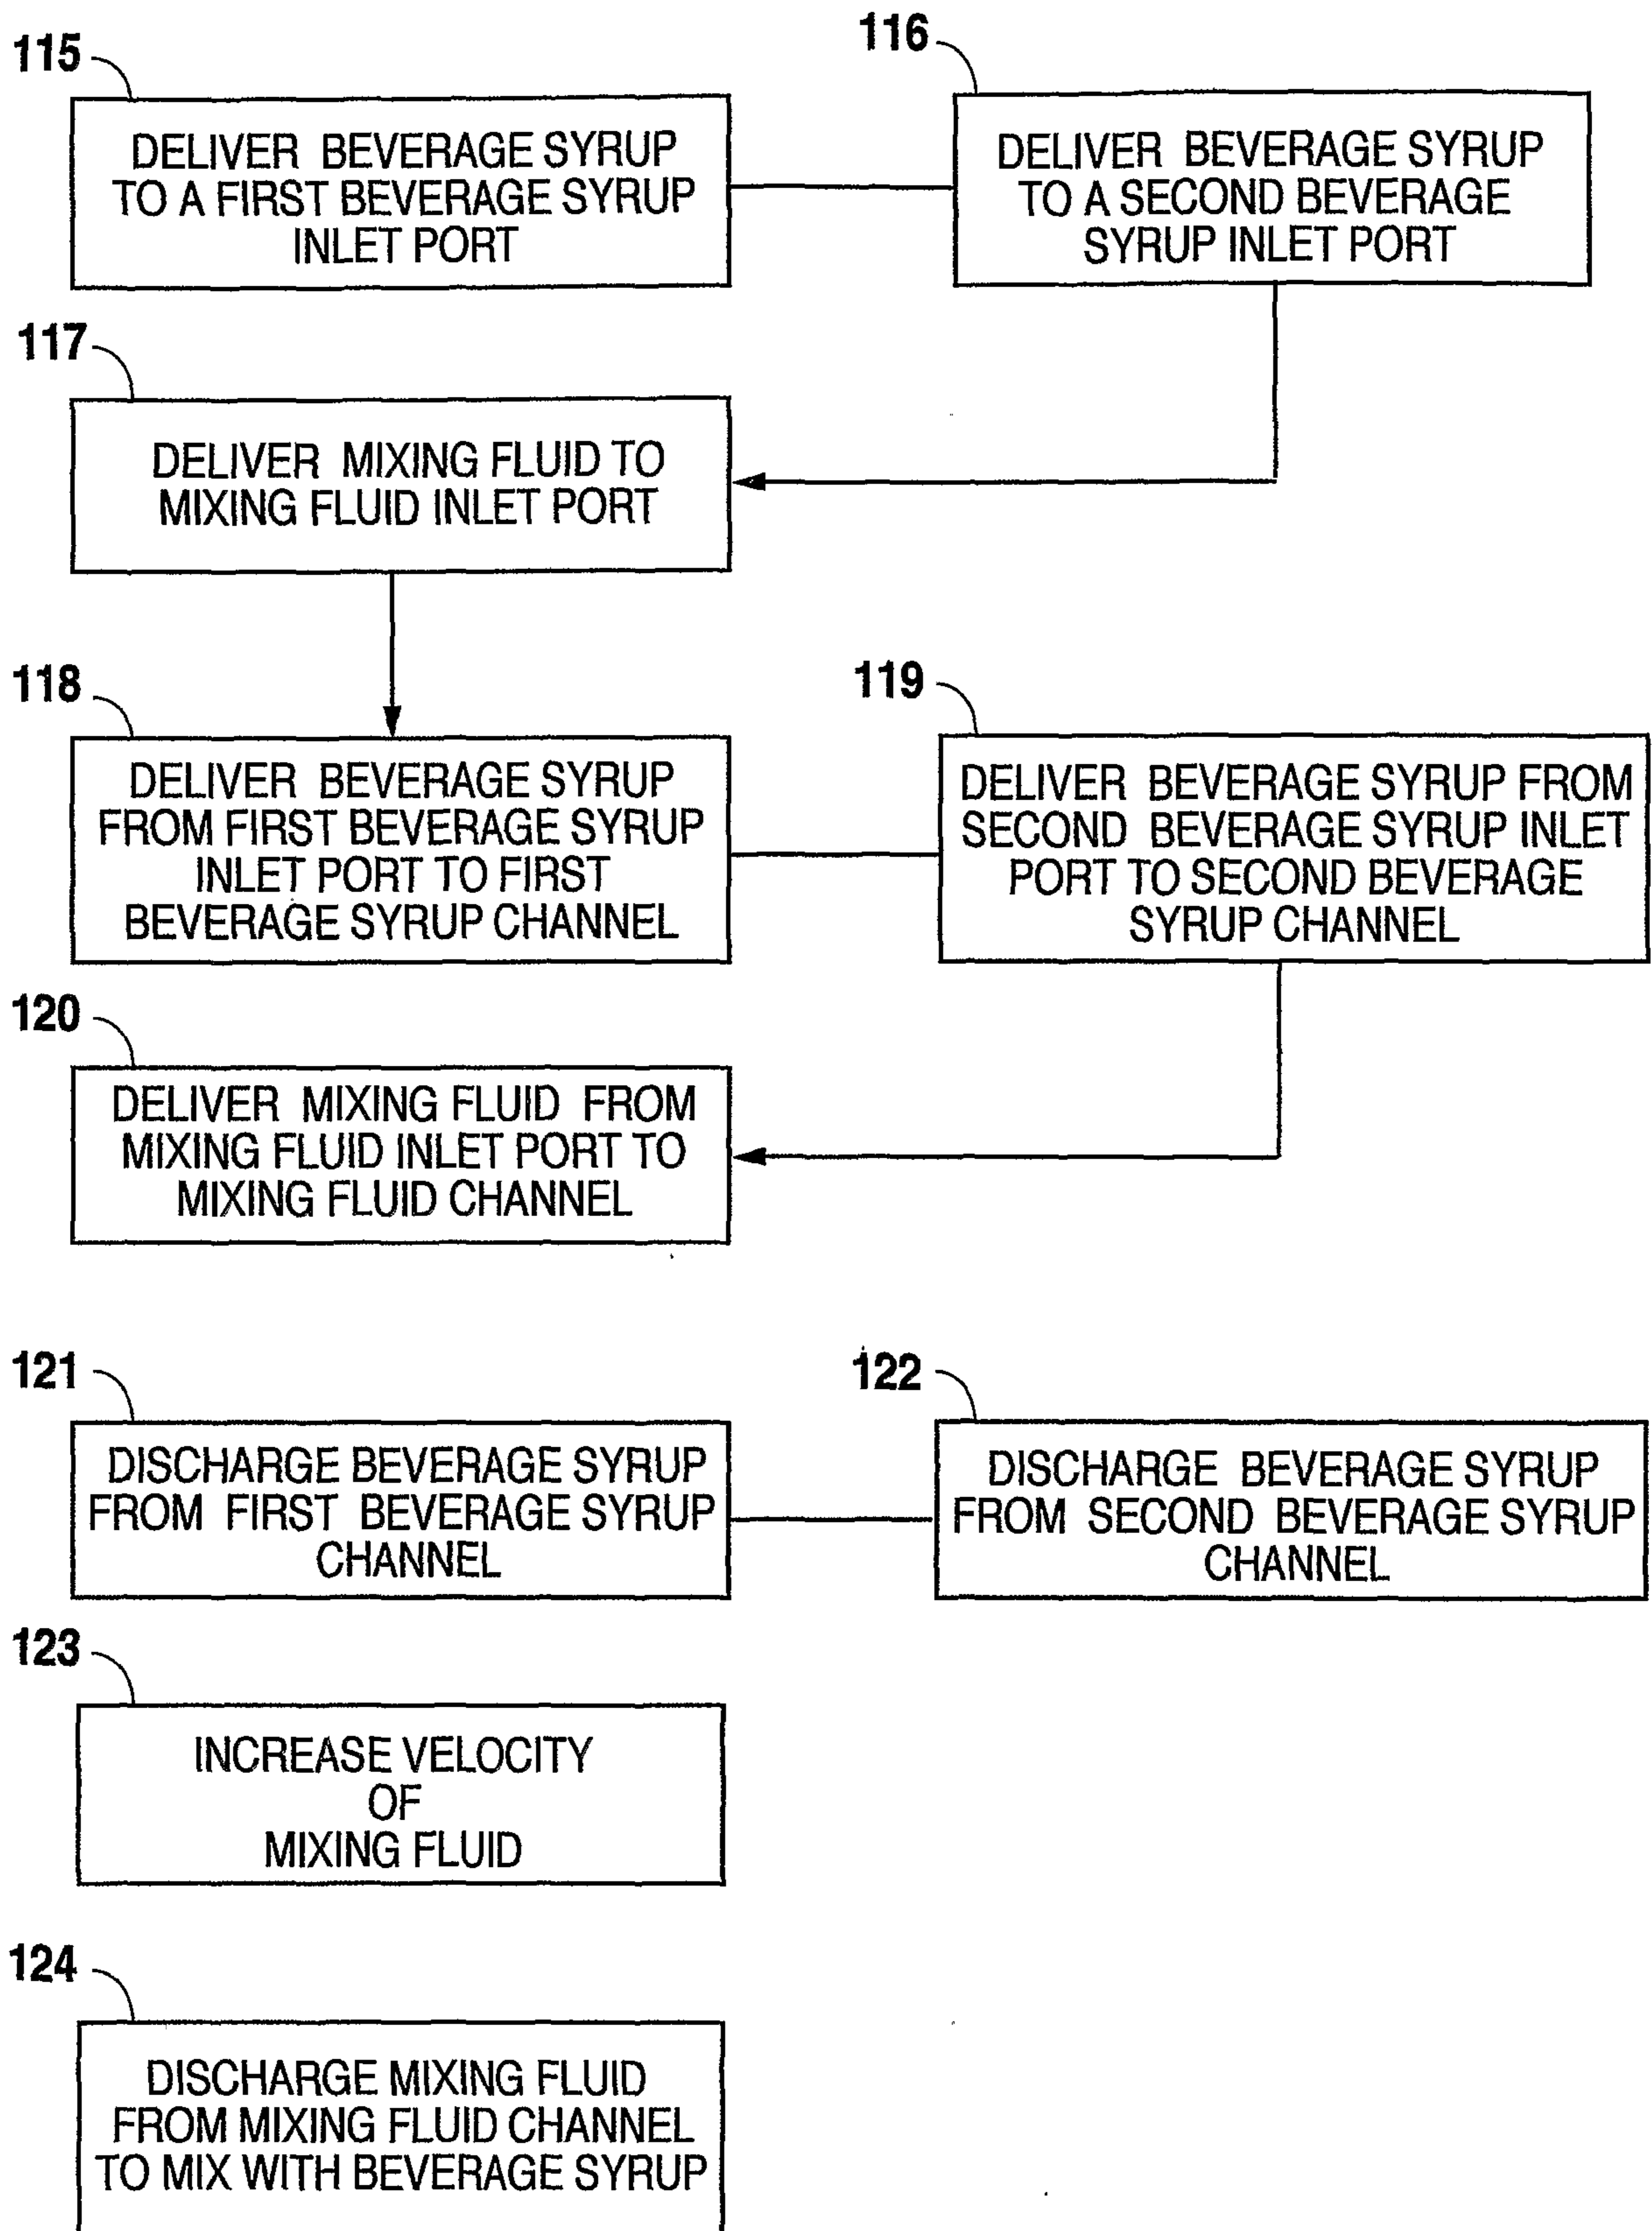 115
DELIVER BEVERAGE SYRUP
TO A FIRST BEVERAGE SYRUP
INLET PORT
116
DELIVER BEVERAGE SYRUP
TO A SECOND BEVERAGE
SYRUP INLET PORT
117
DELIVER MIXING FLUID TO
MIXING FLUID INLET PORT
118
DELIVER BEVERAGE SYRUP
FROM FIRST BEVERAGE SYRUP
INLET PORT TO FIRST
BEVERAGE SYRUP CHANNEL
119
DELIVER BEVERAGE SYRUP FROM
SECOND BEVERAGE SYRUP INLET
PORT TO SECOND BEVERAGE
SYRUP CHANNEL
120
DELIVER MIXING FLUID FROM
MIXING FLUID INLET PORT TO
MIXING FLUID CHANNEL
121
DISCHARGE BEVERAGE SYRUP
FROM FIRST BEVERAGE SYRUP
CHANNEL
122
DISCHARGE BEVERAGE SYRUP
FROM SECOND BEVERAGE SYRUP
CHANNEL
123
INCREASE VELOCITY
OF
MIXING FLUID
124
DISCHARGE MIXING FLUID
FROM MIXING FLUID CHANNEL
TO MIX WITH BEVERAGE SYRUP